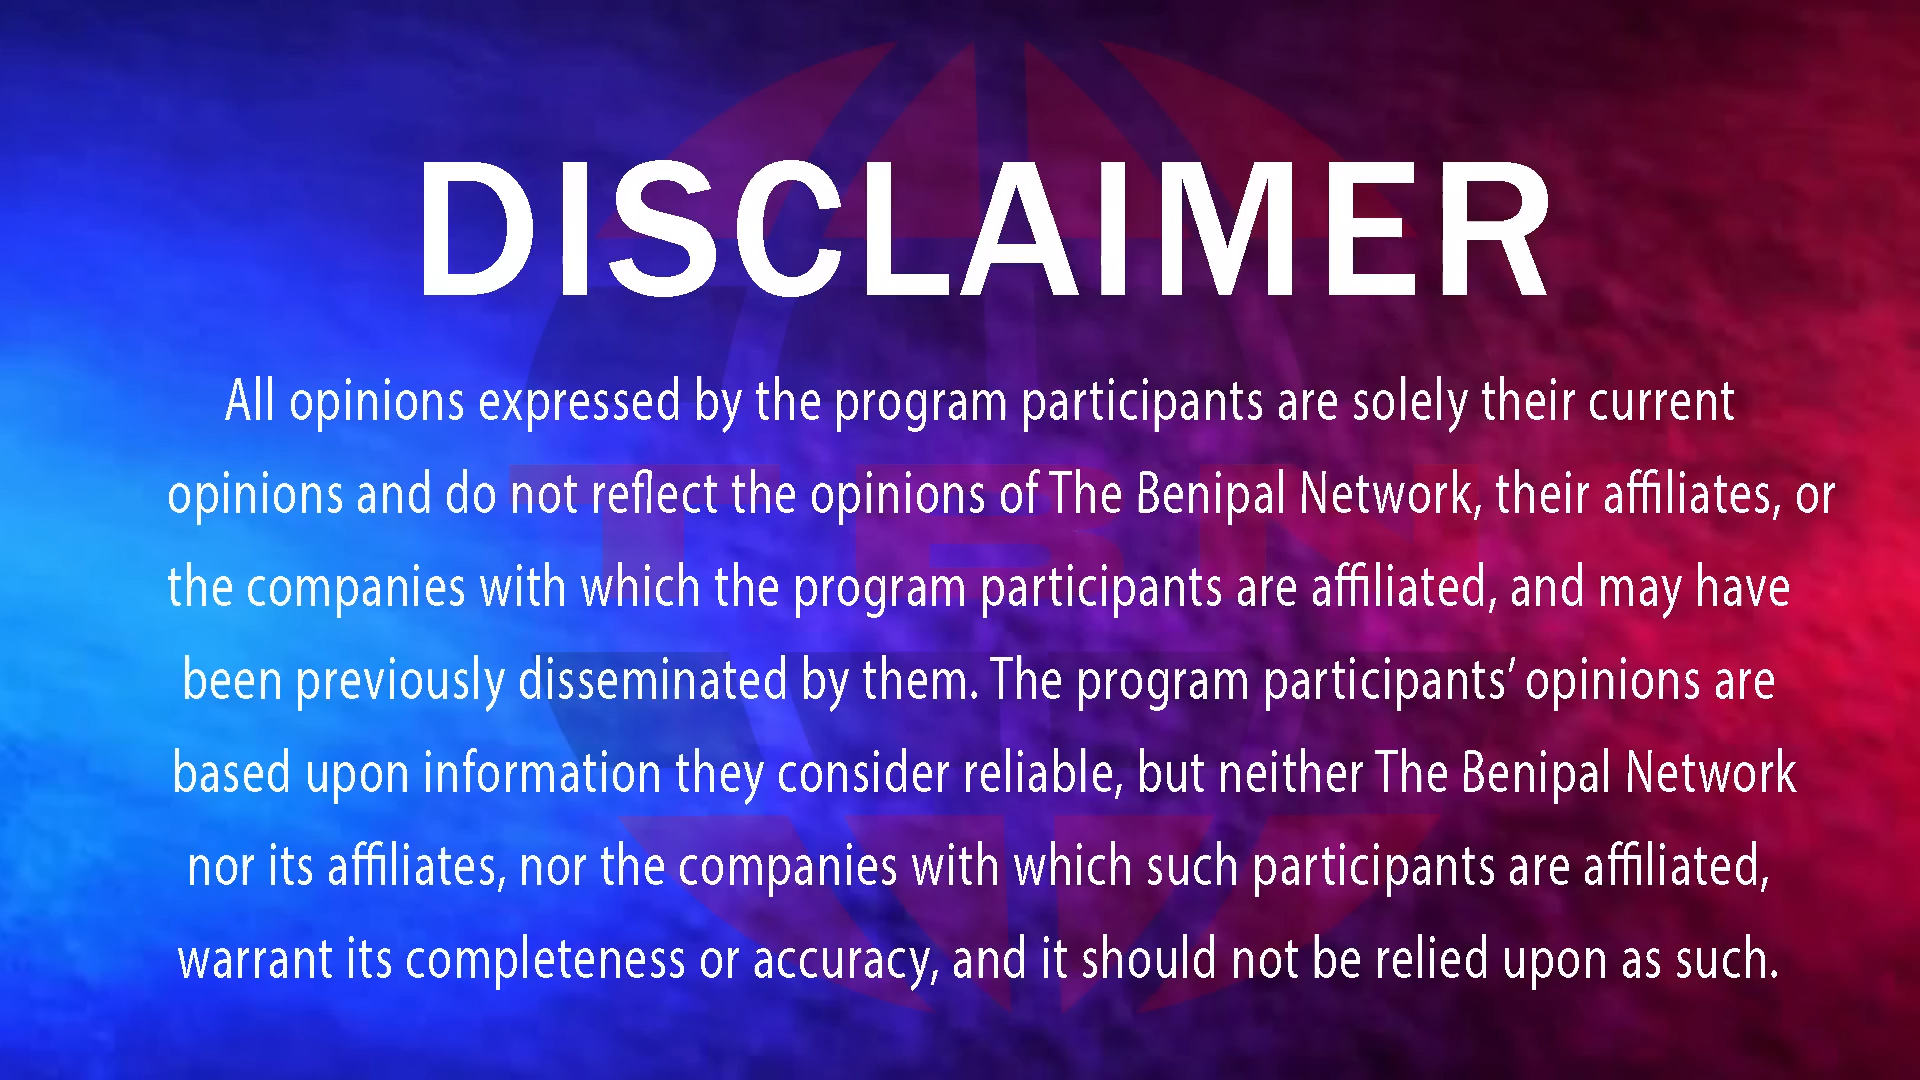 DISCLAIMER
All opinions expressed by the program participants are solely their current
opinions and do not reflect the opinions of The Benipal Network, their affiliates, or
the companies with which the program participants are affiliated, and may have
been previously disseminated by them. The program participants’ opinions are
based upon information they consider reliable, but neither The Benipal Network
nor its affiliates, nor the companies with which such participants are affiliated,
warrant its completeness or accuracy, and it should not be relied upon as such.
TBN